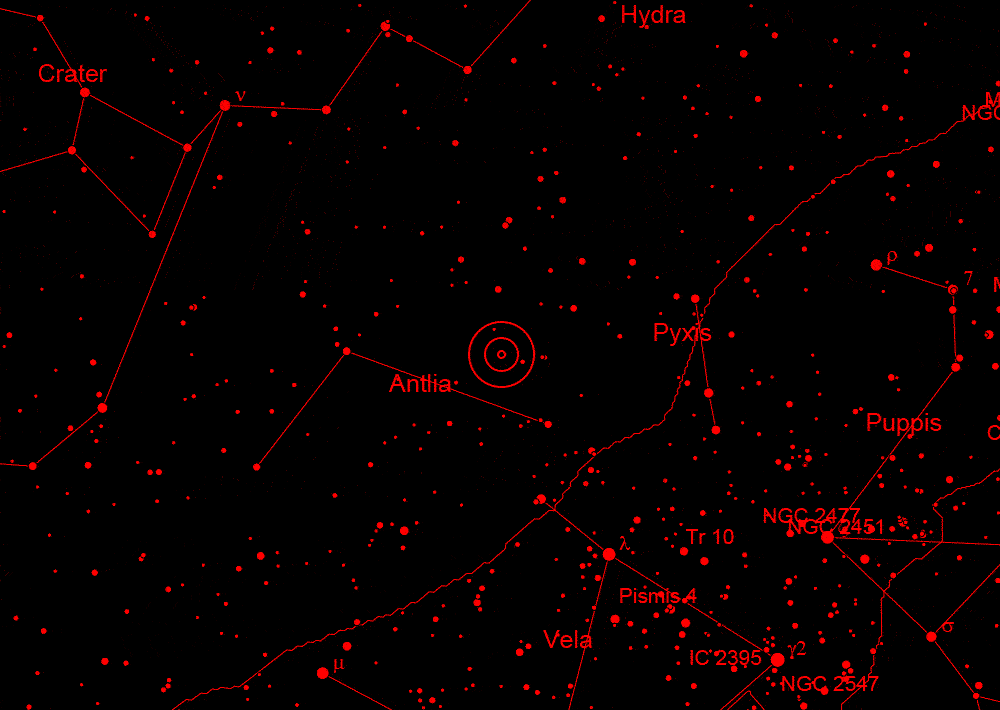 Hydra
Crater
ν
M
NGC
ρ
7
M
Pyxis
Antlia
Puppis
C
NGC 2477
NGC 2451
Tr 10
λ
Pismis 4
σ
Vela
γ2
IC 2395
μ
NGC 2547